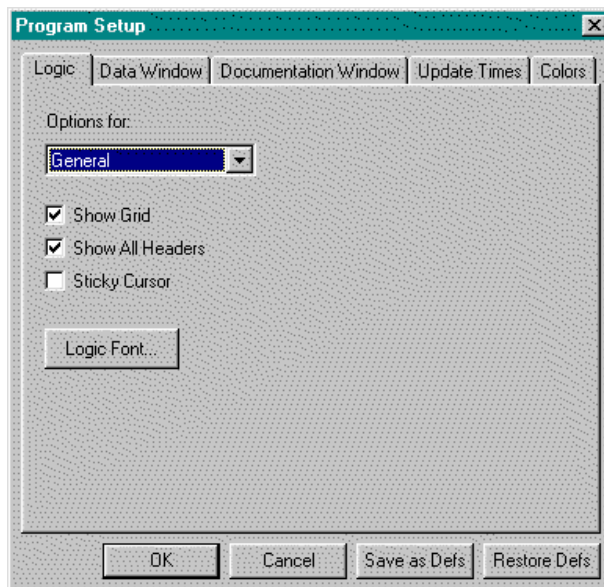 Program Setup
Logic Data Window Documentation Window Update Times Colors
Options for:
General
Show Grid
Show All Headers
Sticky Cursor
Logic Font...
OK Cancel Save as Defs Restore Defs